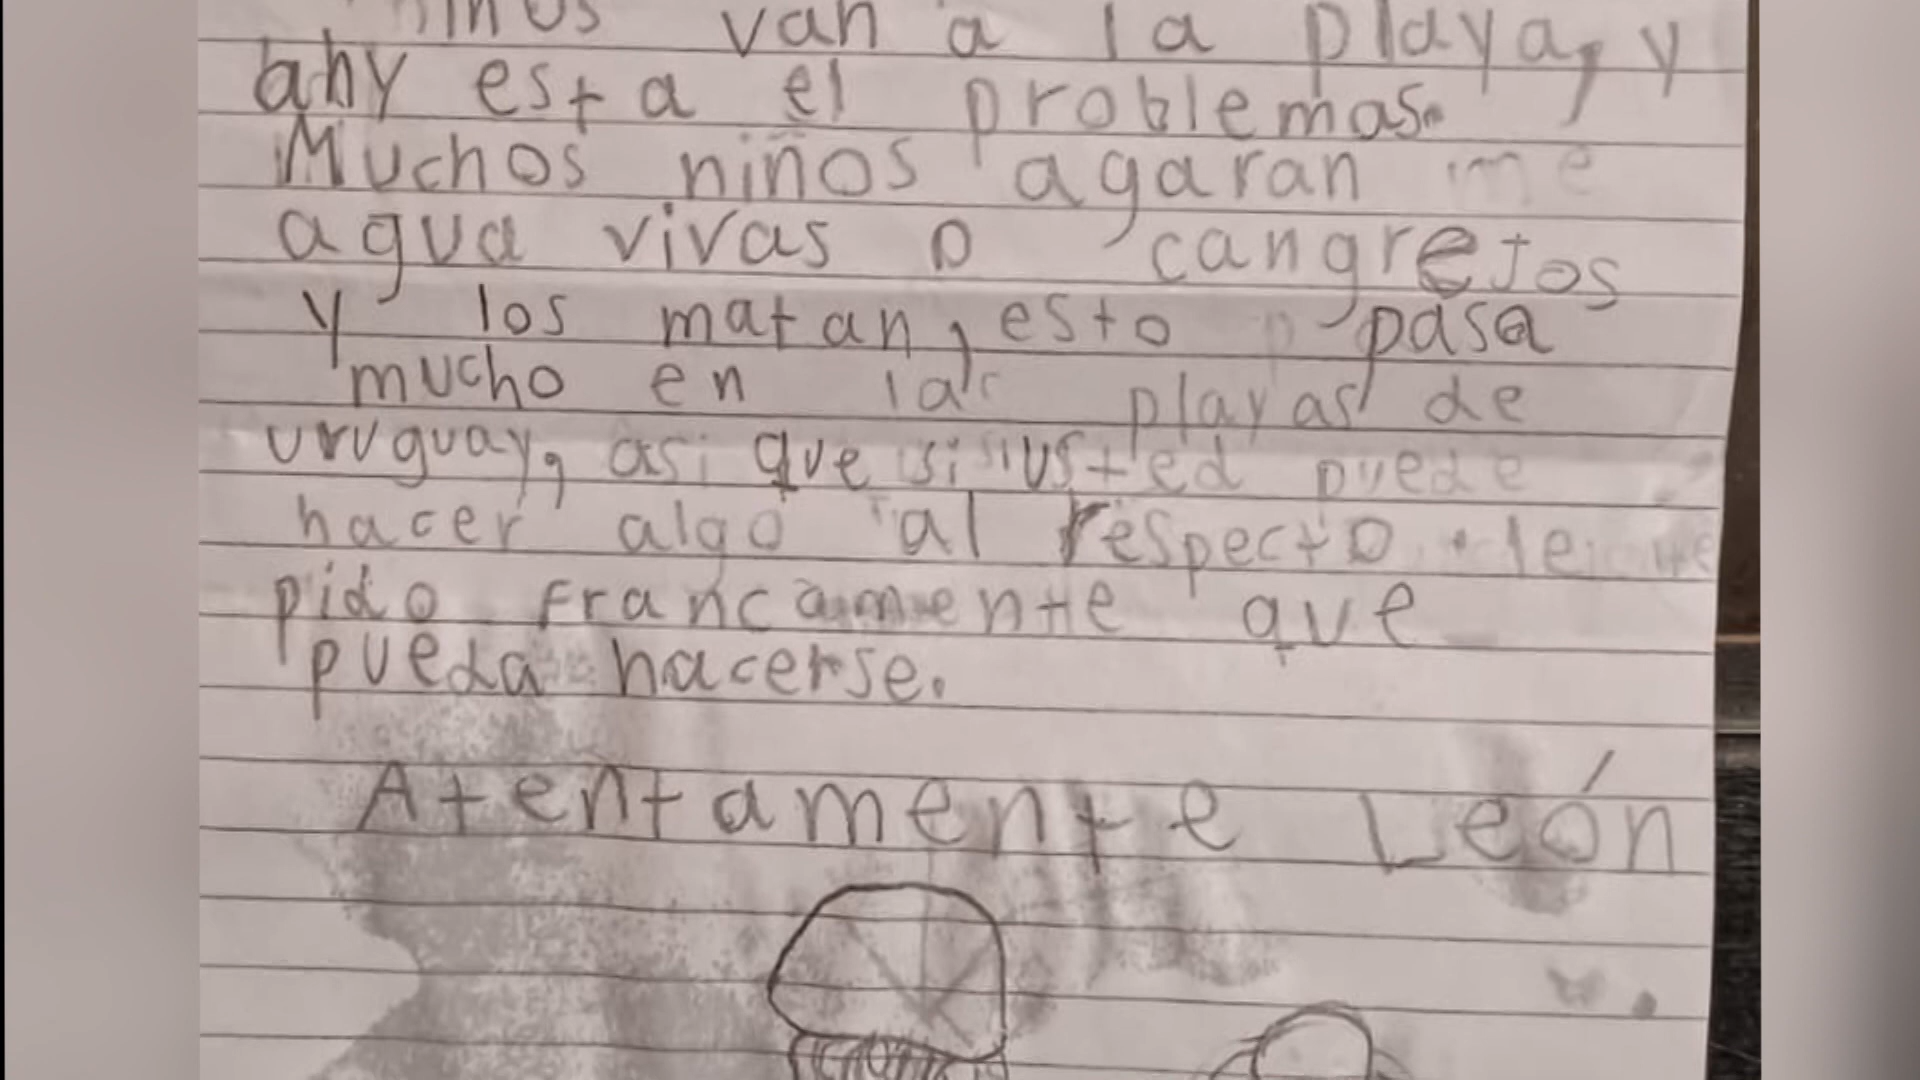 van a la playa, y
ahy esta el problemas.
Muchos niños agaran me
agua vivas o cangrejos
y los matan, esto pasa
mucho en las playas de
uruguay, asi que si usted puede
hacer algo al respecto le
pido francamente que
pueda hacerse.
Atentamente León